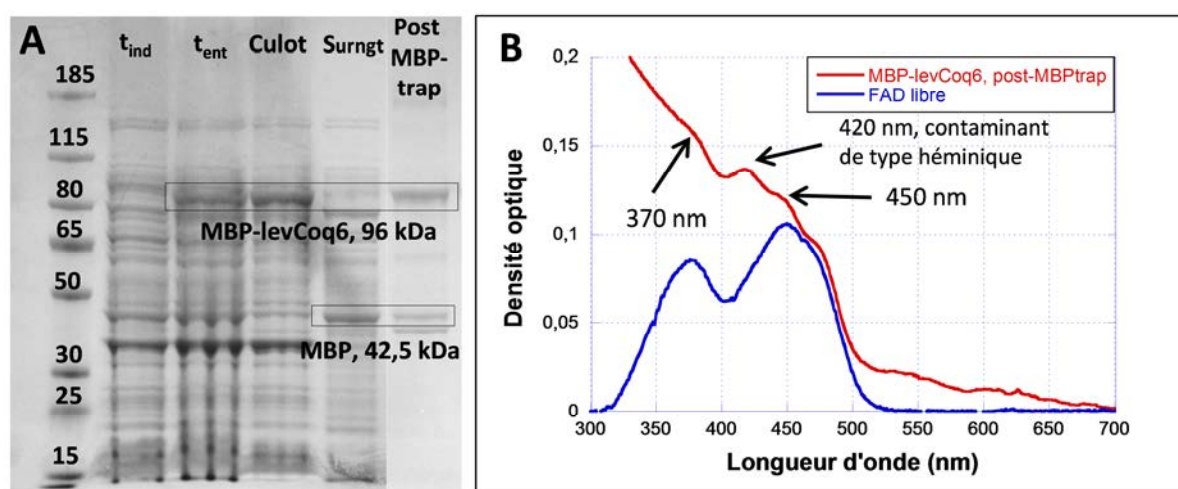 A
t_ind
t_ent
Culot
Surngt
Post MBP-trap
185
115
80
65
50
30
25
15
MBP-levCoq6, 96 kDa
MBP, 42,5 kDa
B
MBP-levCoq6, post-MBPtrap
FAD libre
420 nm, contaminant
de type héminique
370 nm
450 nm
Densité optique
0,2
0,15
0,1
0,05
0
300 350 400 450 500 550 600 650 700
Longueur d'onde (nm)